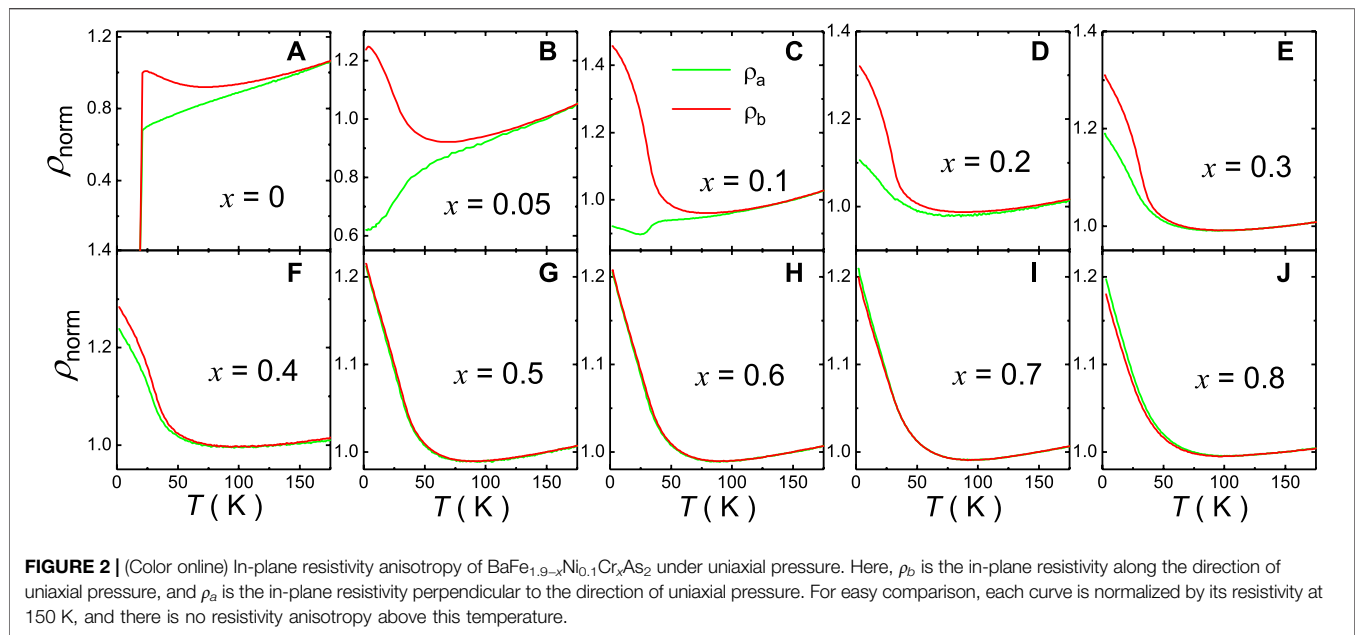 1.2 A
0.8
0.4
x = 0
ρnorm
B
1.2
1.0
0.8
0.6
x = 0.05
C
1.4
1.2
1.0
ρa
ρb
x = 0.1
D
1.4
1.2
1.0
x = 0.2
E
1.4
1.3
1.2
1.1
1.0
x = 0.3
1.4 F
1.2
1.0
x = 0.4
ρnorm
0 50 100 150
T ( K )
G
1.2
1.1
1.0
x = 0.5
0 50 100 150
T ( K )
H
1.2
1.1
1.0
x = 0.6
0 50 100 150
T ( K )
I
1.2
1.1
1.0
x = 0.7
0 50 100 150
T ( K )
J
1.2
1.1
1.0
x = 0.8
0 50 100 150
T ( K )
FIGURE 2 | (Color online) In-plane resistivity anisotropy of BaFe1.9−xNi0.1CrxAs2 under uniaxial pressure. Here, ρb is the in-plane resistivity along the direction of
uniaxial pressure, and ρa is the in-plane resistivity perpendicular to the direction of uniaxial pressure. For easy comparison, each curve is normalized by its resistivity at
150 K, and there is no resistivity anisotropy above this temperature.